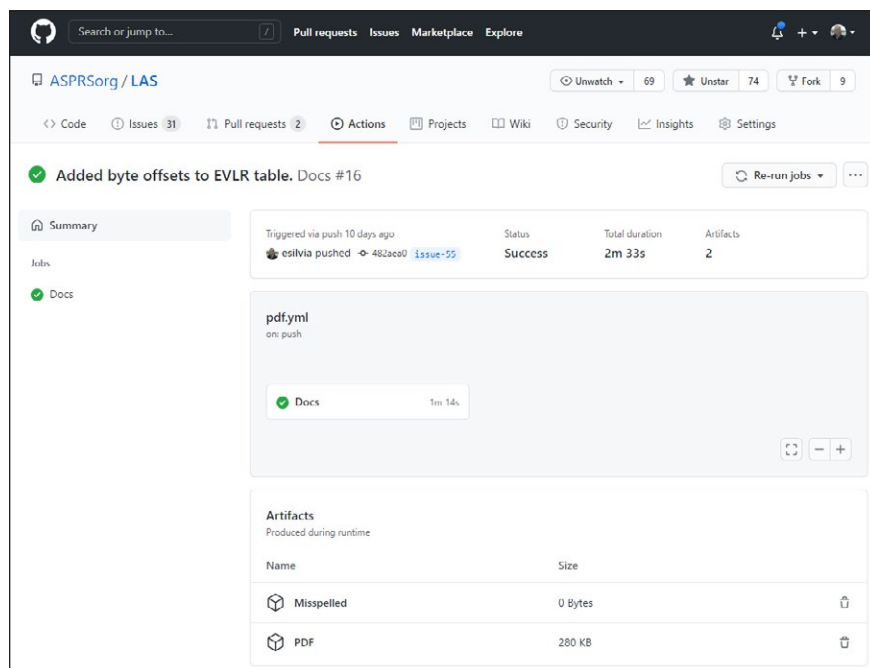 Search or jump to... / Pull requests Issues Marketplace Explore
ASPRSorg / LAS Unwatch 69 Unstar 74 Fork 9
Code Issues 31 Pull requests 2 Actions Projects Wiki Security Insights Settings
Added byte offsets to EVLR table. Docs #16 Re-run jobs ...
Summary
Jobs
Docs
Triggered via push 10 days ago Status Total duration Artifacts
esilvia pushed 482aea0 issue-55 Success 2m 33s 2
pdf.yml
on: push
Docs 1m 14s
Artifacts
Produced during runtime
Name Size
Misspelled 0 Bytes
PDF 280 KB